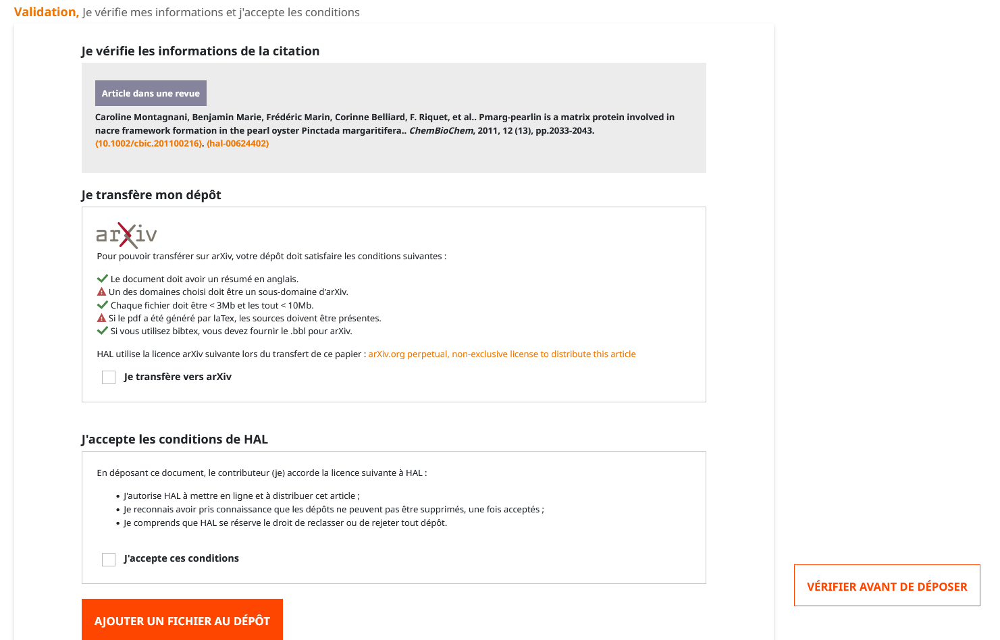 Validation, Je vérifie mes informations et j'accepte les conditions
Je vérifie les informations de la citation
Article dans une revue
Caroline Montagnani, Benjamin Marie, Frédéric Marin, Corinne Belliard, F. Riquet, et al.. Pmarg-pearlin is a matrix protein involved in
nacre framework formation in the pearl oyster Pinctada margaritifera.. ChemBioChem, 2011, 12 (13), pp.2033-2043.
⟨10.1002/cbic.201100216⟩. ⟨hal-00624402⟩
Je transfère mon dépôt
arXiv
Pour pouvoir transférer sur arXiv, votre dépôt doit satisfaire les conditions suivantes :
Le document doit avoir un résumé en anglais.
Un des domaines choisi doit être un sous-domaine d'arXiv.
Chaque fichier doit être < 3Mb et les tout < 10Mb.
Si le pdf a été généré par laTex, les sources doivent être présentes.
Si vous utilisez bibtex, vous devez fournir le .bbl pour arXiv.
HAL utilise la licence arXiv suivante lors du transfert de ce papier : arXiv.org perpetual, non-exclusive license to distribute this article
Je transfère vers arXiv
J'accepte les conditions de HAL
En déposant ce document, le contributeur (je) accorde la licence suivante à HAL :
• J'autorise HAL à mettre en ligne et à distribuer cet article ;
• Je reconnais avoir pris connaissance que les dépôts ne peuvent pas être supprimés, une fois acceptés ;
• Je comprends que HAL se réserve le droit de reclasser ou de rejeter tout dépôt.
J'accepte ces conditions
VÉRIFIER AVANT DE DÉPOSER
AJOUTER UN FICHIER AU DÉPÔT